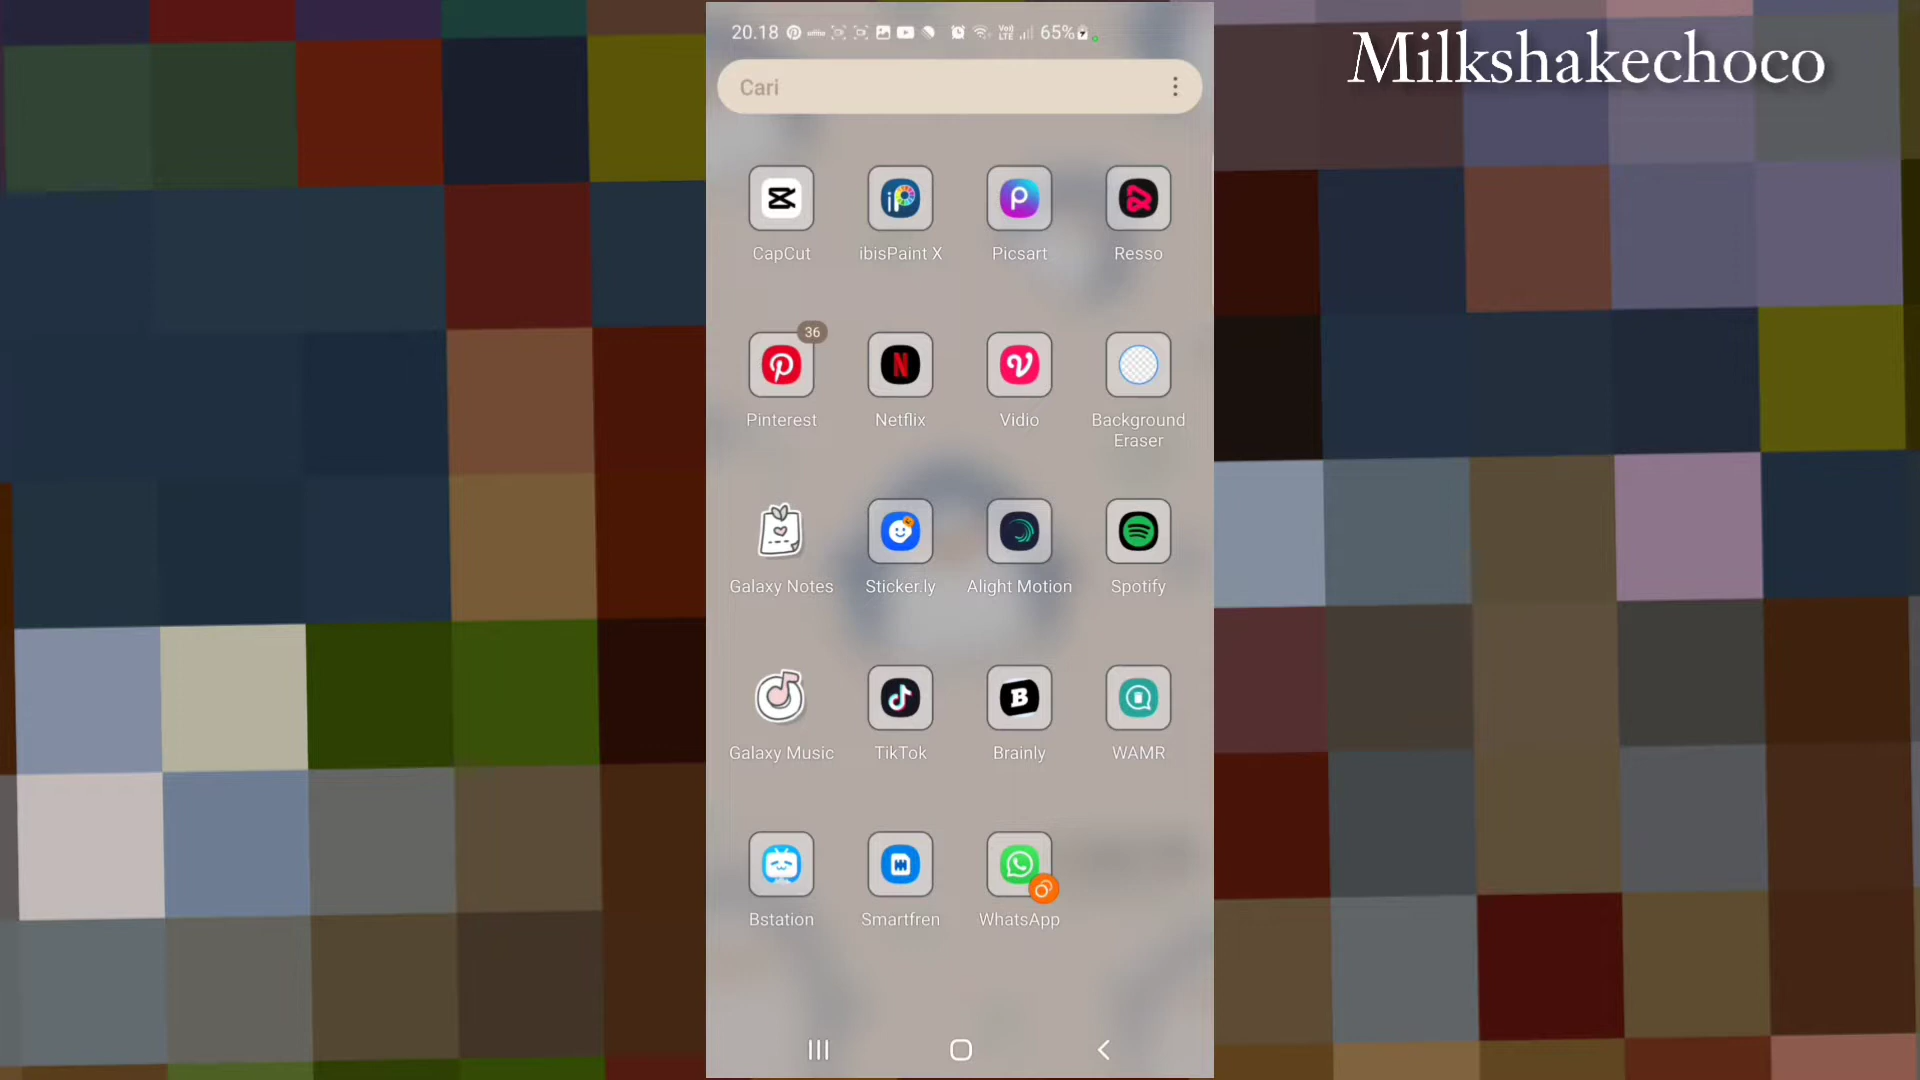 Milkshakechoco
20.18
65%
Cari
CapCut
ibisPaint X
Picsart
Resso
36
Pinterest
Netflix
Vidio
Background
Eraser
Galaxy Notes
Sticker.ly
Alight Motion
Spotify
Galaxy Music
TikTok
Brainly
WAMR
Bstation
Smartfren
WhatsApp